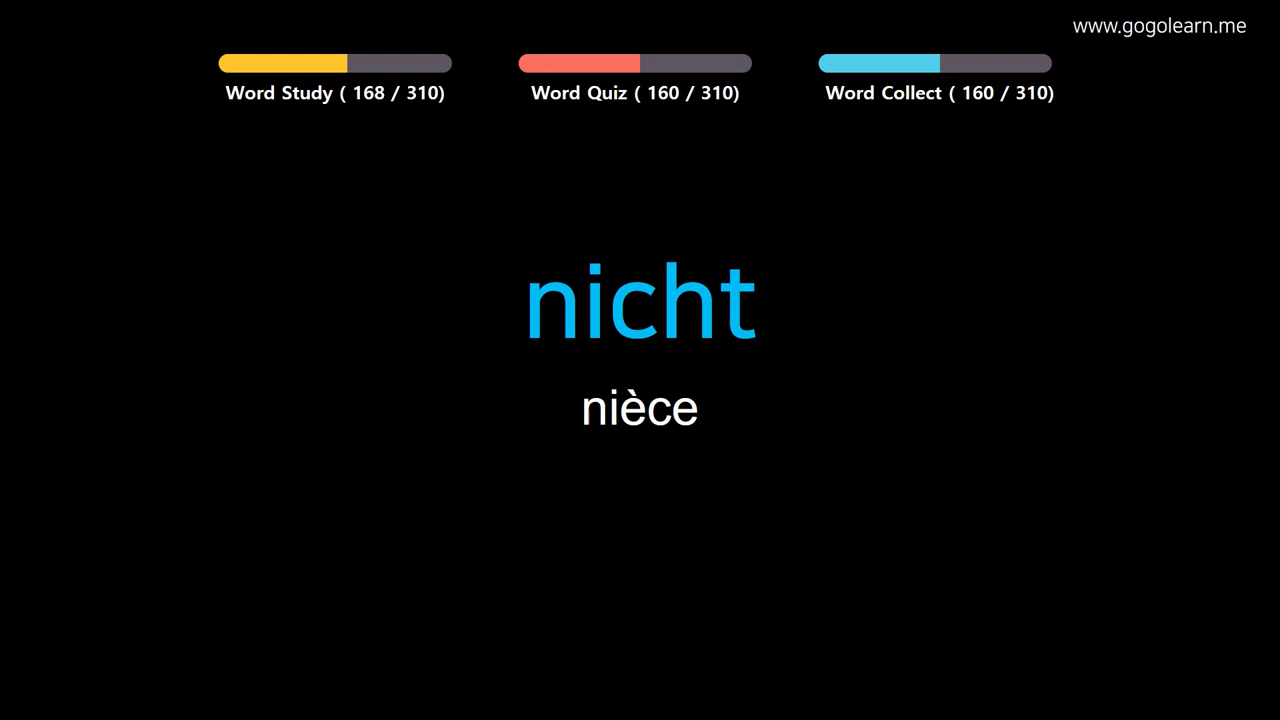 www.gogolearn.me
Word Study ( 168 / 310)
Word Quiz ( 160 / 310)
Word Collect ( 160 / 310)
nicht
nièce